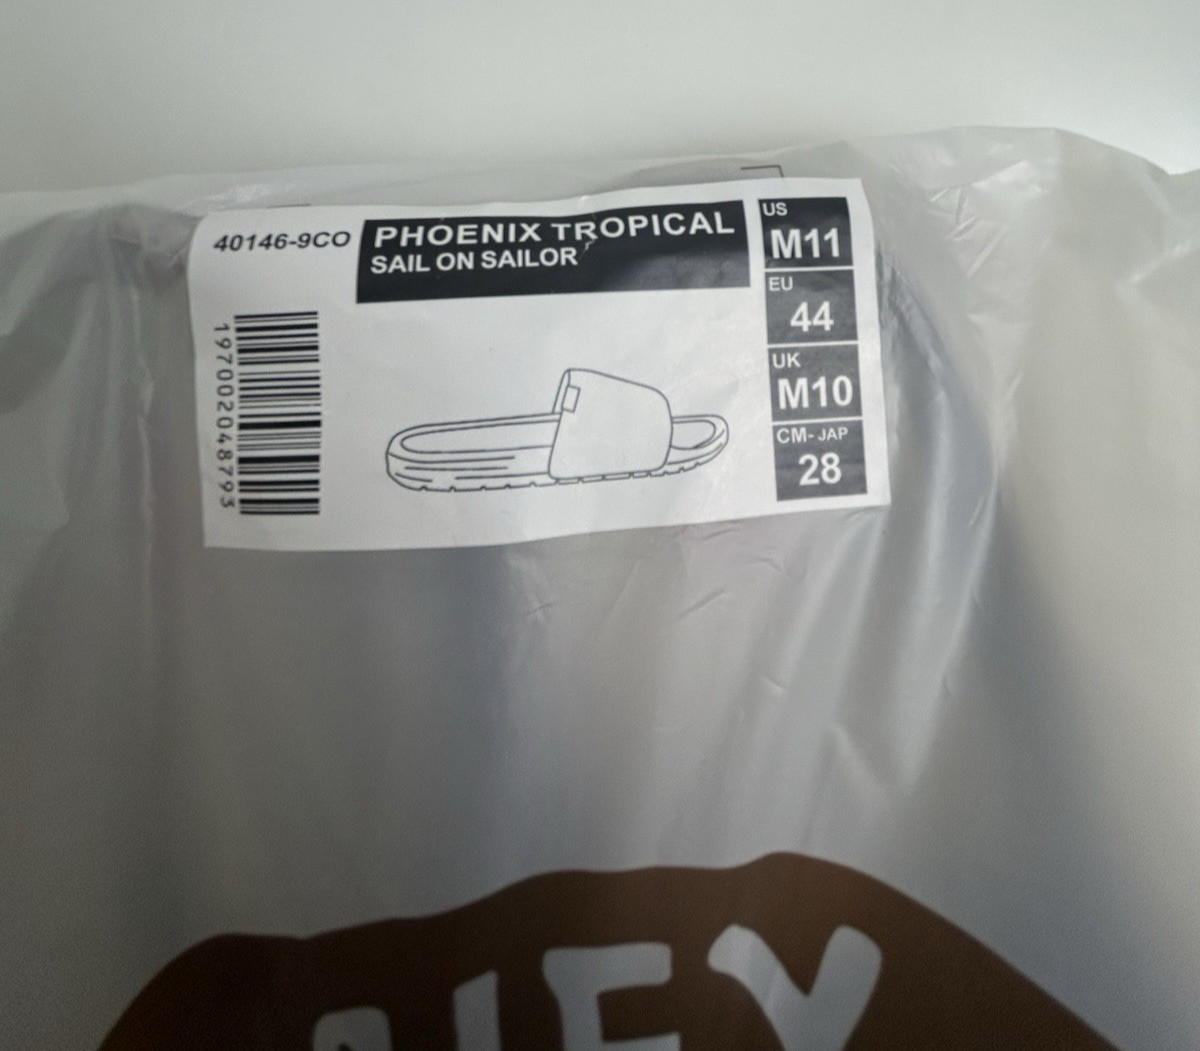 40146-9CO
PHOENIX TROPICAL
SAIL ON SAILOR
US
M11
EU
44
UK
M10
CM- JAP
28
197002048793